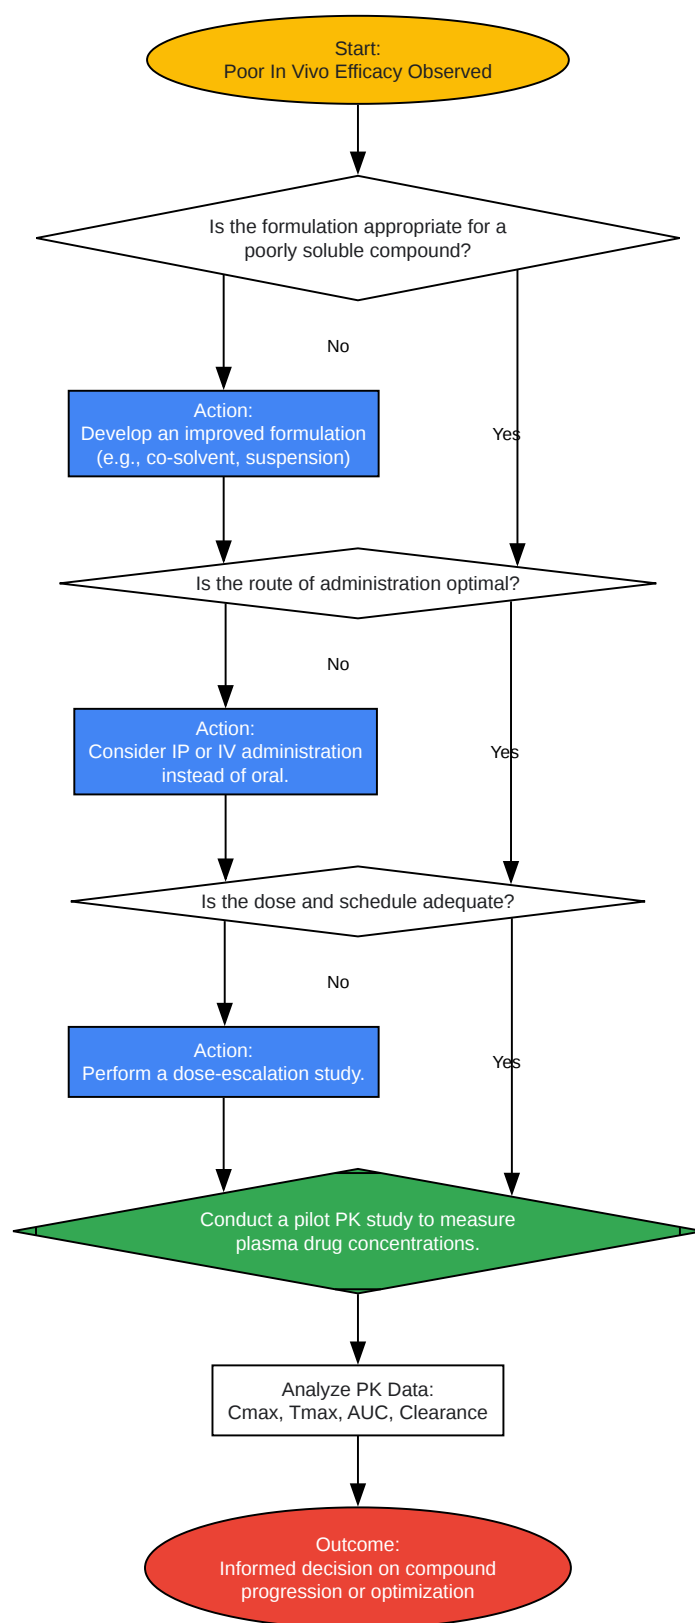 Start:
Poor In Vivo Efficacy Observed
Is the formulation appropriate for a
poorly soluble compound?
No
Action:
Develop an improved formulation
(e.g., co-solvent, suspension)
Yes
Is the route of administration optimal?
No
Action:
Consider IP or IV administration
instead of oral.
Yes
Is the dose and schedule adequate?
No
Action:
Perform a dose-escalation study.
Yes
Conduct a pilot PK study to measure
plasma drug concentrations.
Analyze PK Data:
Cmax, Tmax, AUC, Clearance
Outcome:
Informed decision on compound
progression or optimization